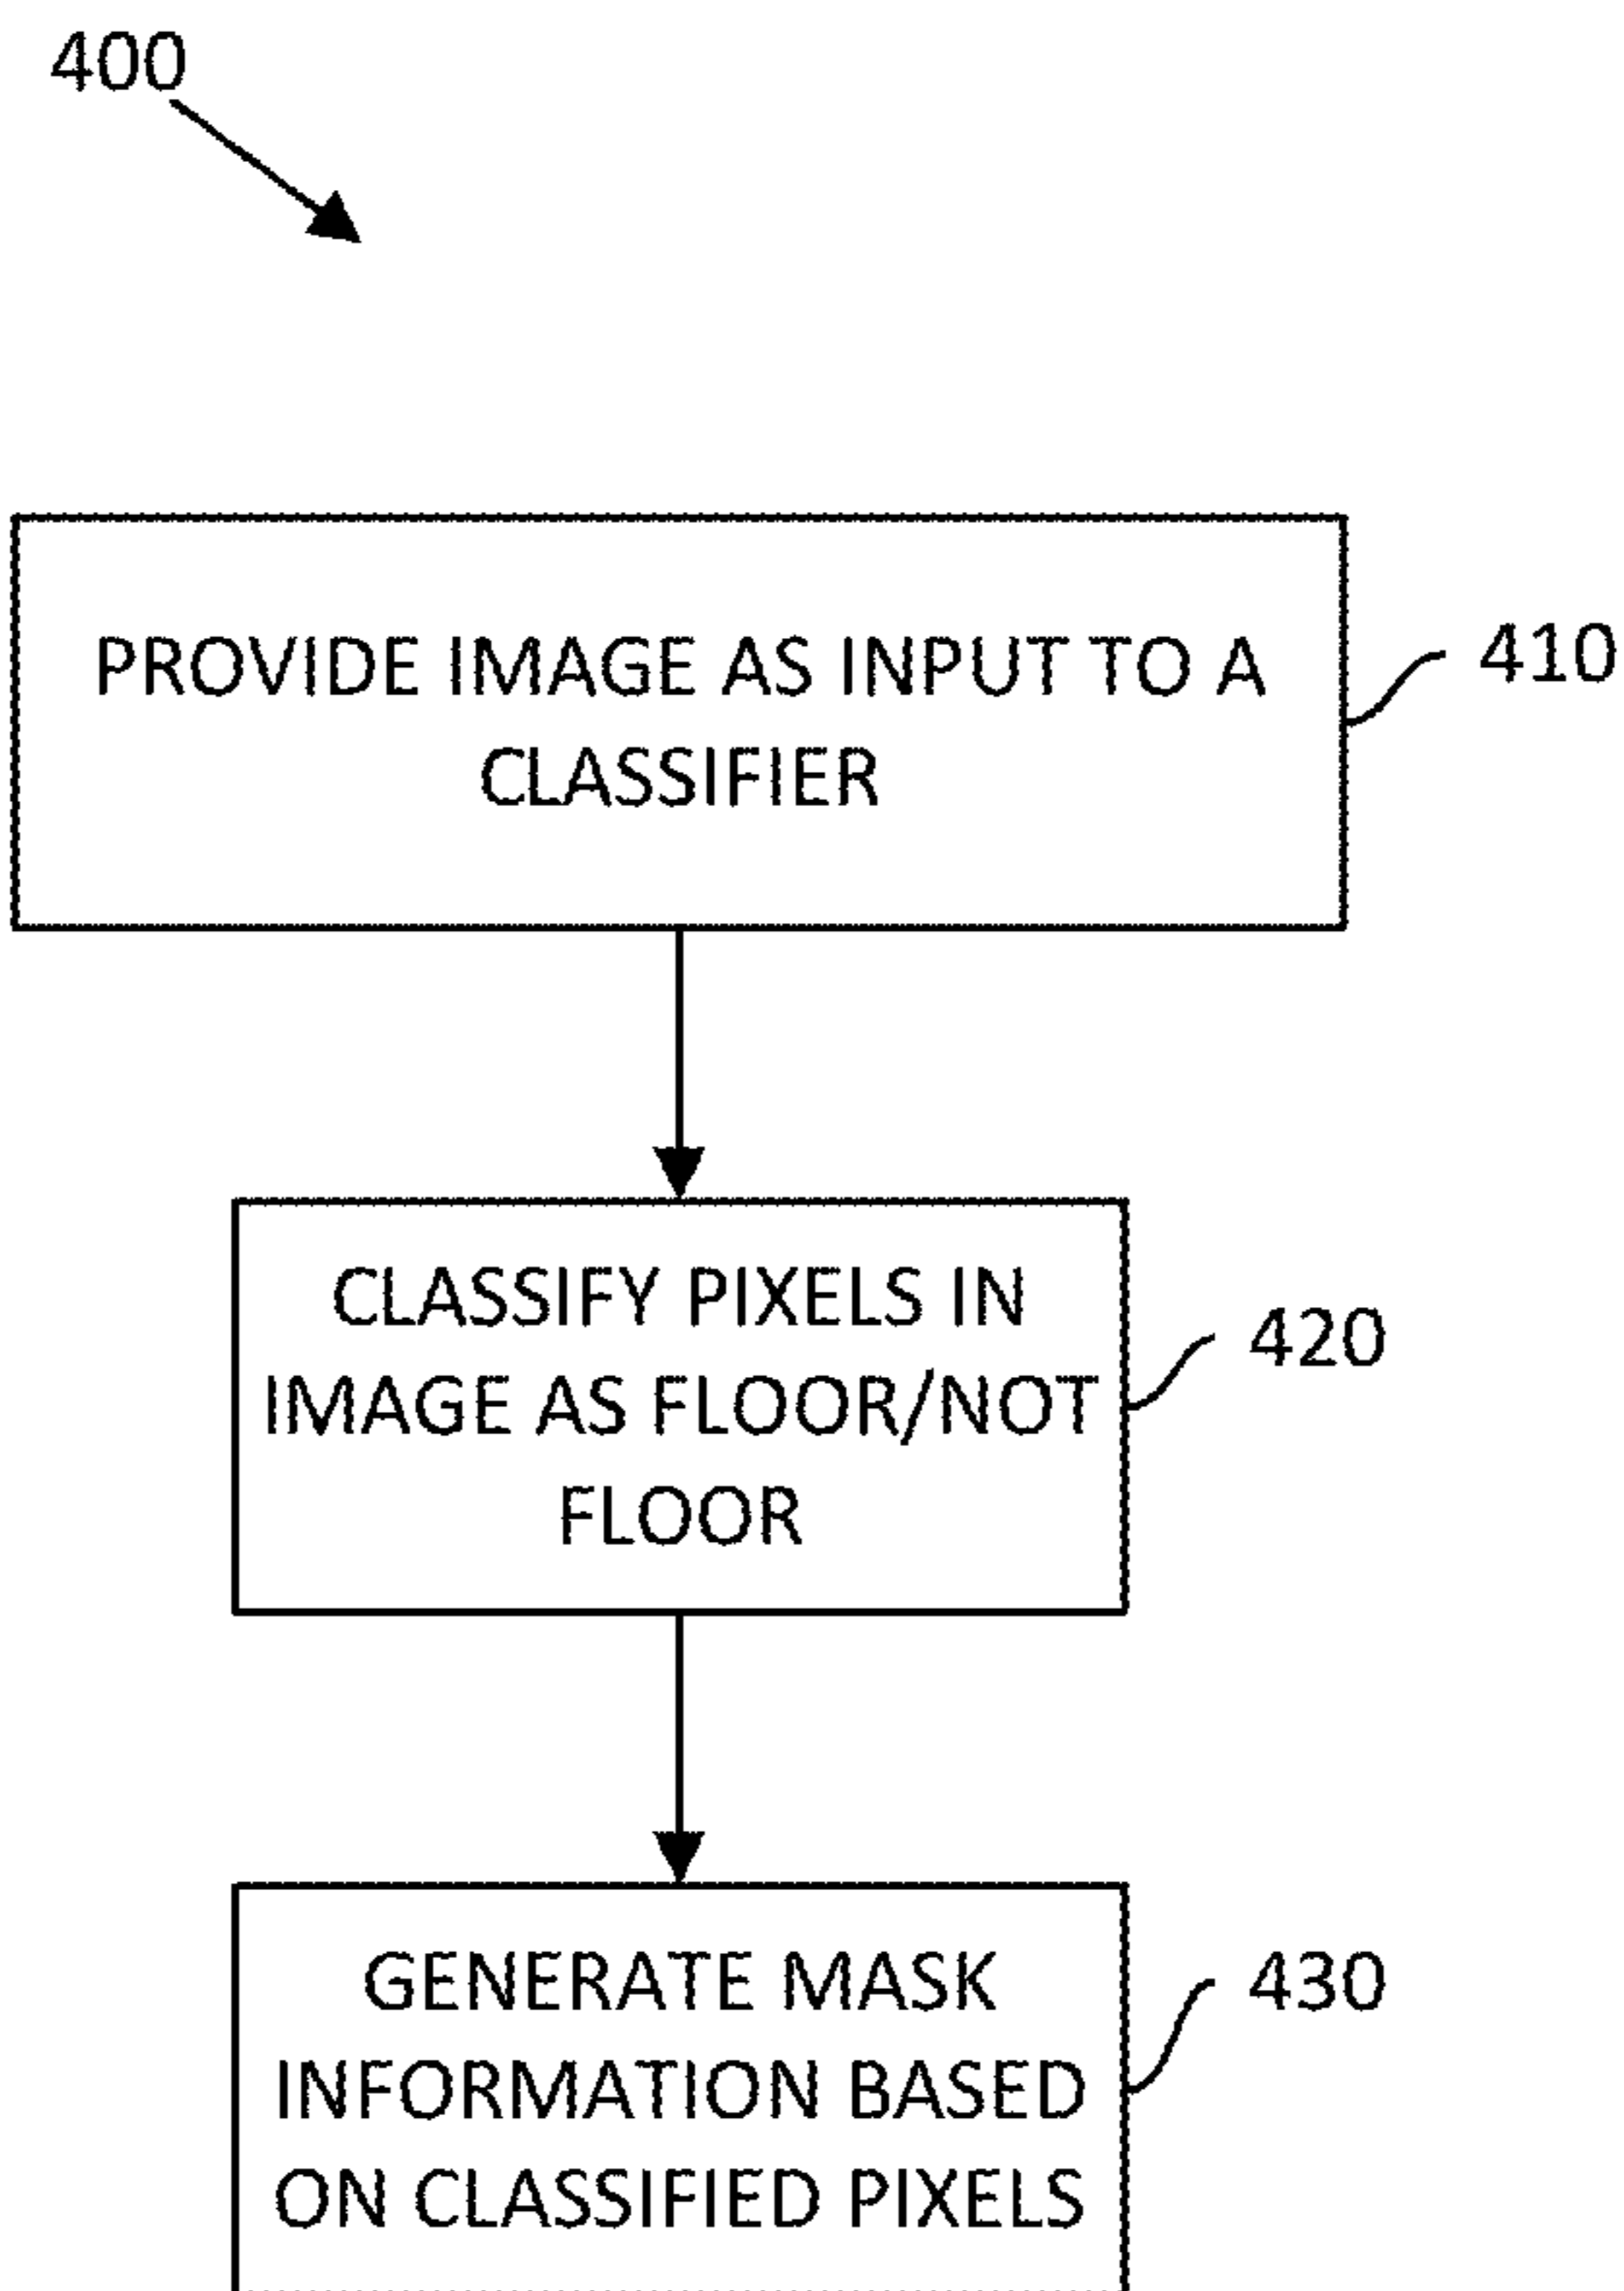 400
PROVIDE IMAGE AS INPUT TO A
CLASSIFIER
410
CLASSIFY PIXELS IN
IMAGE AS FLOOR/NOT
FLOOR
420
GENERATE MASK
INFORMATION BASED
ON CLASSIFIED PIXELS
430